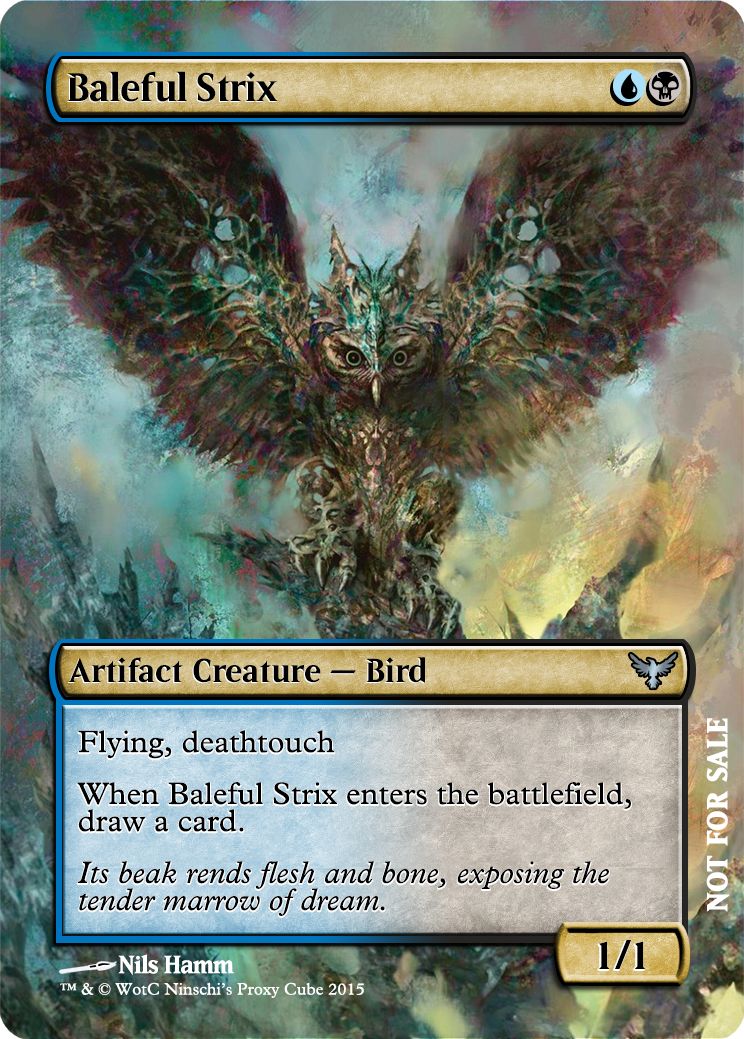 Baleful Strix
Artifact Creature — Bird
Flying, deathtouch
When Baleful Strix enters the battlefield,
draw a card.
Its beak rends flesh and bone, exposing the
tender marrow of dream.
NOT FOR SALE
1/1
Nils Hamm
™ & © WotC Ninschi's Proxy Cube 2015